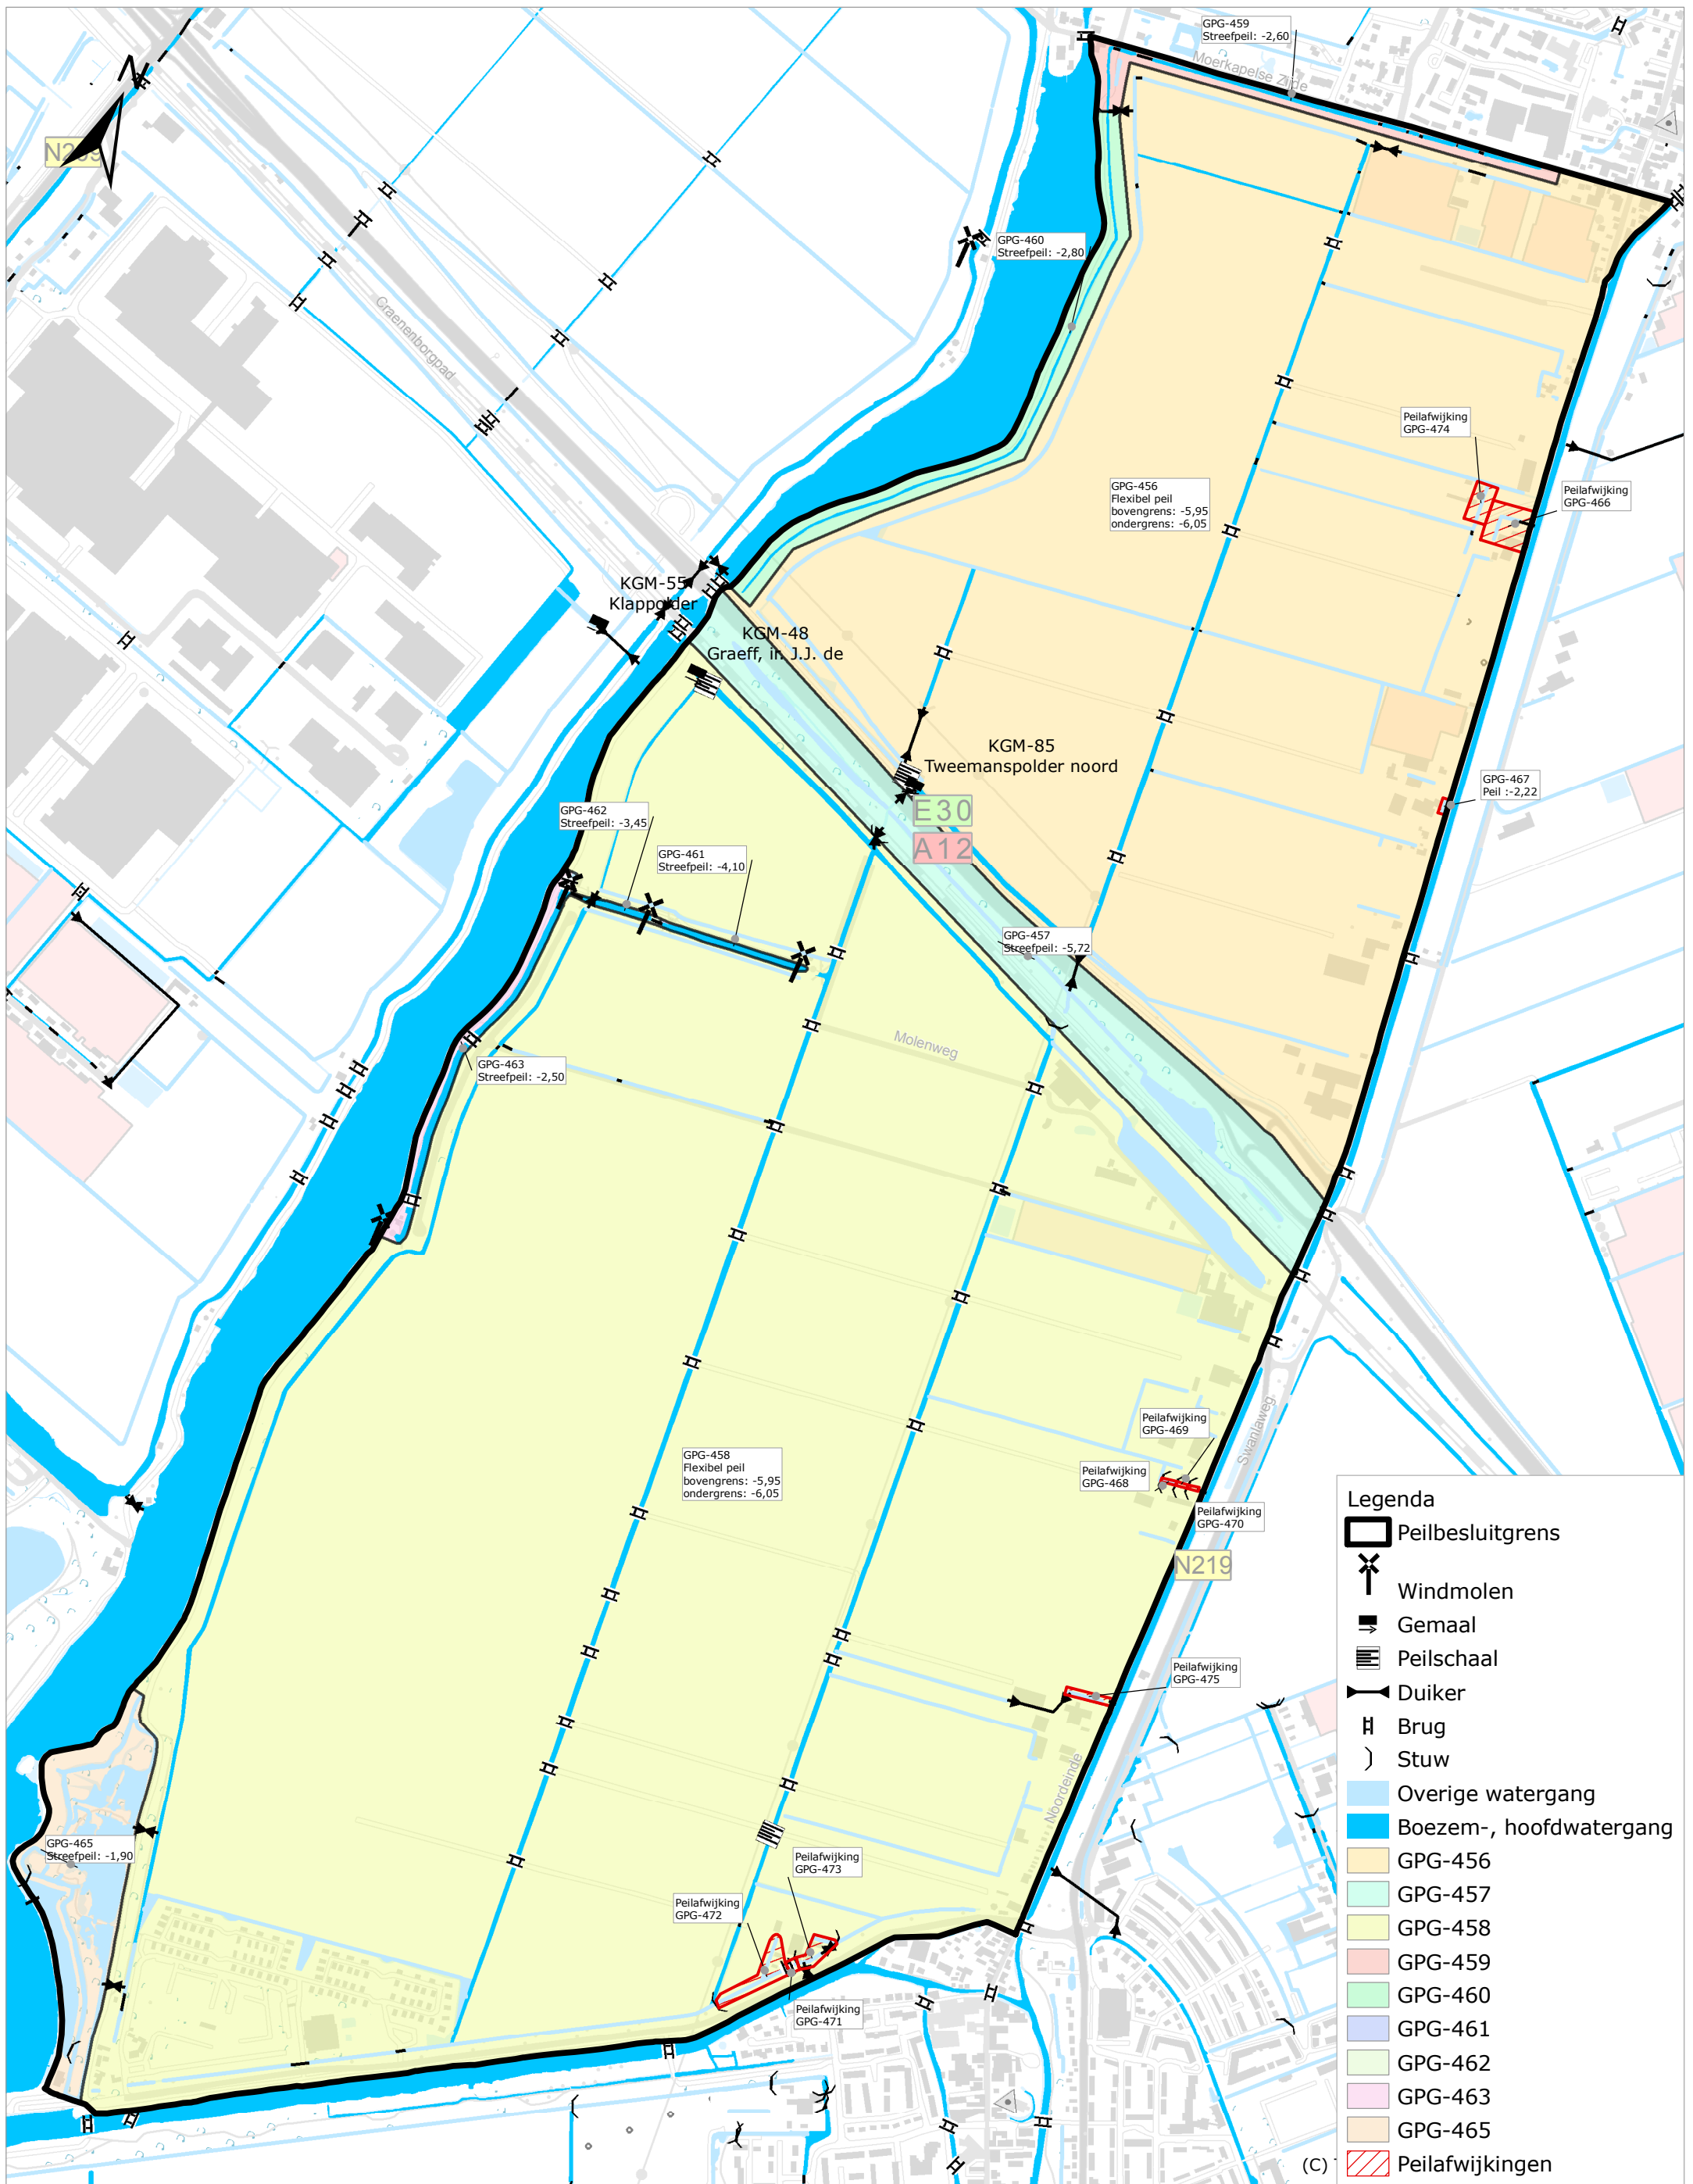 GPG-459
Streefpeil: -2,60
Moerkapelse Zijde
N209
GPG-460
Streefpeil: -2,80
Craenenborgpad
Peilafwijking
GPG-474
GPG-456
Flexibel peil
bovengrens: -5,95
ondergrens: -6,05
Peilafwijking
GPG-466
KGM-55
Klappolder
KGM-48
Graeff, ir. J.J. de
KGM-85
Tweemanspolder noord
E30
A12
GPG-467
Peil :-2,22
GPG-462
Streefpeil: -3,45
GPG-461
Streefpeil: -4,10
GPG-457
Streefpeil: -5,72
Molenweg
GPG-463
Streefpeil: -2,50
Peilafwijking
GPG-469
Swanlaweg
GPG-458
Flexibel peil
bovengrens: -5,95
ondergrens: -6,05
Peilafwijking
GPG-468
Peilafwijking
GPG-470
N219
Peilafwijking
GPG-475
Noordeinde
GPG-465
Streefpeil: -1,90
Peilafwijking
GPG-473
Peilafwijking
GPG-472
Peilafwijking
GPG-471
Legenda
Peilbesluitgrens
Windmolen
Gemaal
Peilschaal
Duiker
Brug
Stuw
Overige watergang
Boezem-, hoofdwatergang
GPG-456
GPG-457
GPG-458
GPG-459
GPG-460
GPG-461
GPG-462
GPG-463
GPG-465
Peilafwijkingen
(C)